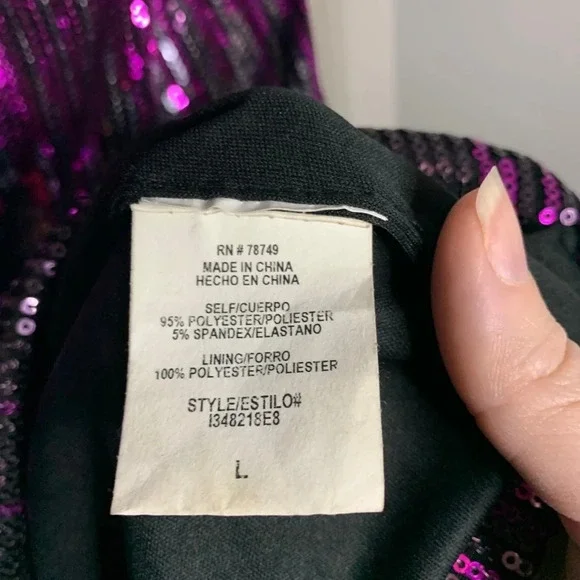 RN # 78749
MADE IN CHINA
HECHO EN CHINA
SELF/CUERPO
95% POLYESTER/POLIESTER
5% SPANDEX/ELASTANO
LINING/FORRO
100% POLYESTER/POLIESTER
STYLE/ESTILO#
I348218E8
L